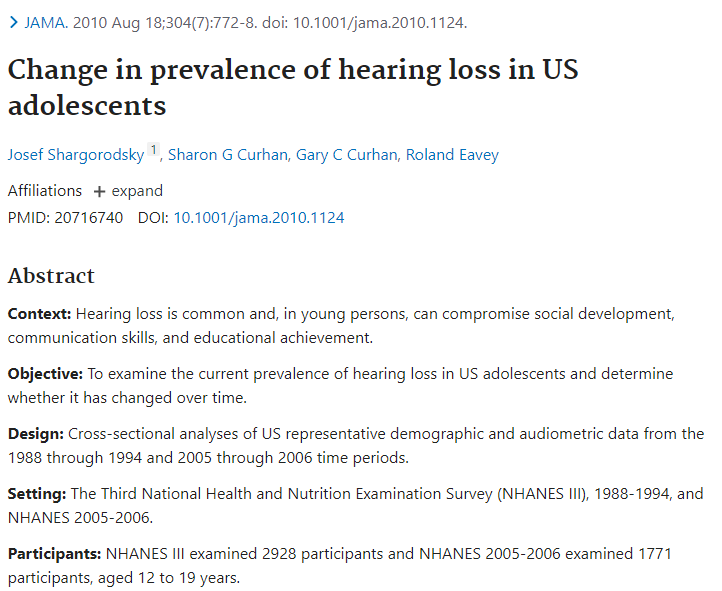 > JAMA. 2010 Aug 18;304(7):772-8. doi: 10.1001/jama.2010.1124.
Change in prevalence of hearing loss in US
adolescents
Josef Shargorodsky 1, Sharon G Curhan, Gary C Curhan, Roland Eavey
Affiliations + expand
PMID: 20716740 DOI: 10.1001/jama.2010.1124
Abstract
Context: Hearing loss is common and, in young persons, can compromise social development,
communication skills, and educational achievement.
Objective: To examine the current prevalence of hearing loss in US adolescents and determine
whether it has changed over time.
Design: Cross-sectional analyses of US representative demographic and audiometric data from the
1988 through 1994 and 2005 through 2006 time periods.
Setting: The Third National Health and Nutrition Examination Survey (NHANES III), 1988-1994, and
NHANES 2005-2006.
Participants: NHANES III examined 2928 participants and NHANES 2005-2006 examined 1771
participants, aged 12 to 19 years.